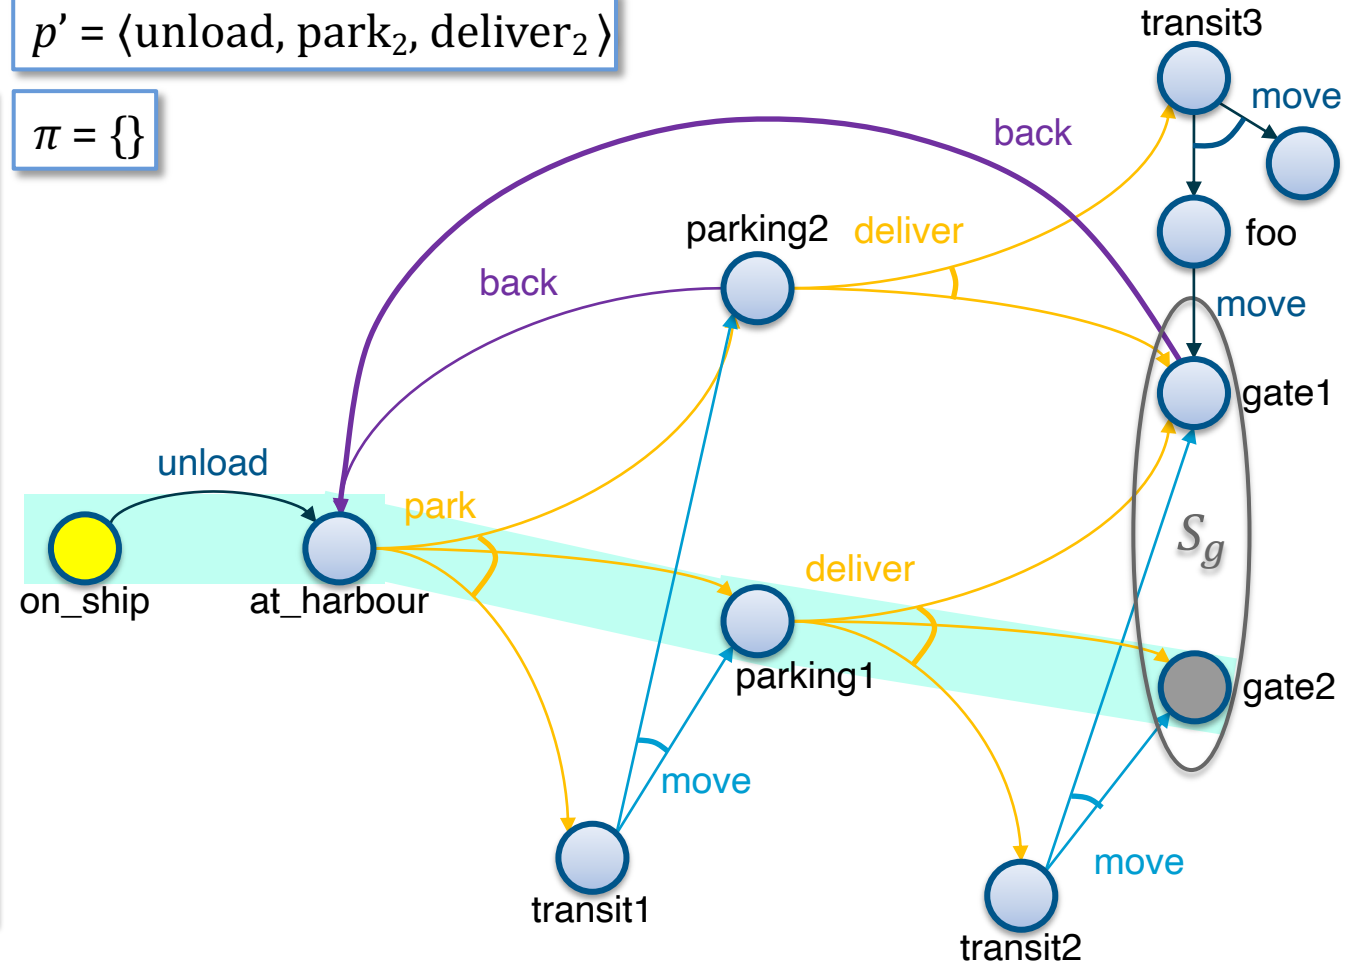 p’ = ⟨unload, park₂, deliver₂ ⟩
π = {}
transit3
move
back
foo
parking2
deliver
back
move
gate1
unload
park
S_g
on_ship
at_harbour
deliver
parking1
gate2
move
move
transit1
transit2